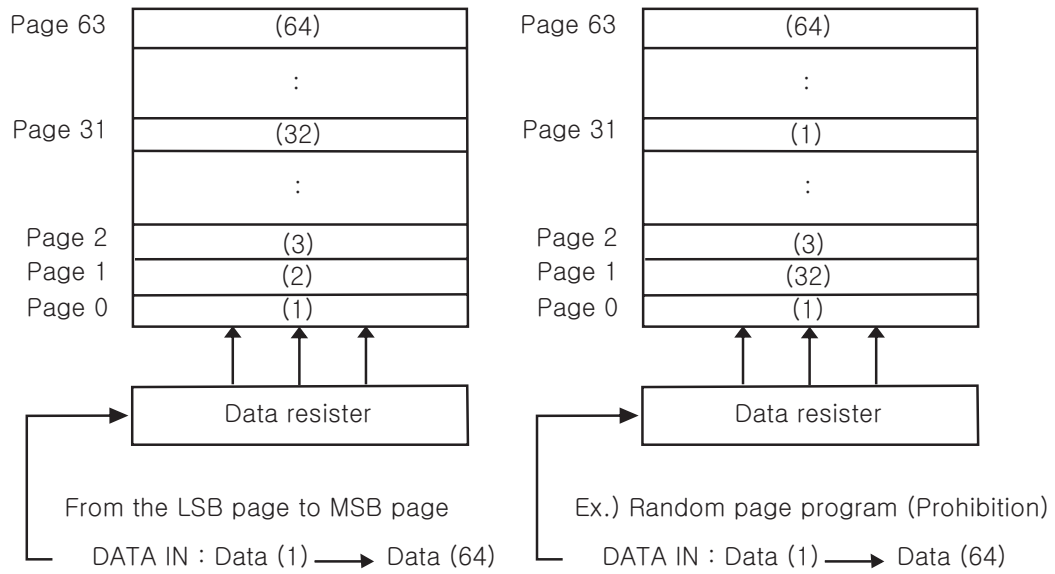 Page 63 (64)
:
Page 31 (32)
:
Page 2 (3)
Page 1 (2)
Page 0 (1)
Data resister
From the LSB page to MSB page
DATA IN : Data (1) Data (64)
Page 63 (64)
:
Page 31 (1)
:
Page 2 (3)
Page 1 (32)
Page 0 (1)
Data resister
Ex.) Random page program (Prohibition)
DATA IN : Data (1) Data (64)